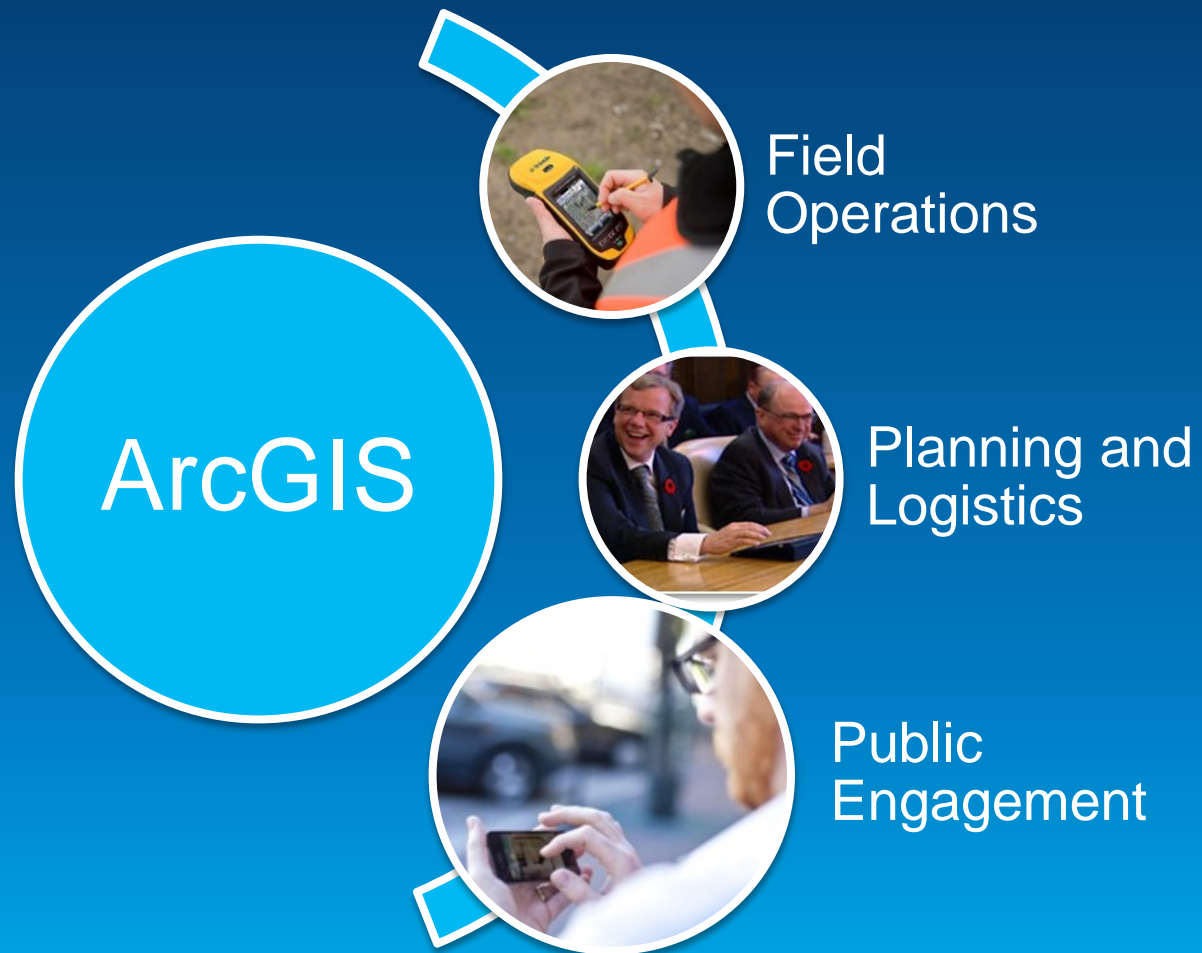 ArcGIS
Field
Operations
Planning and
Logistics
Public
Engagement